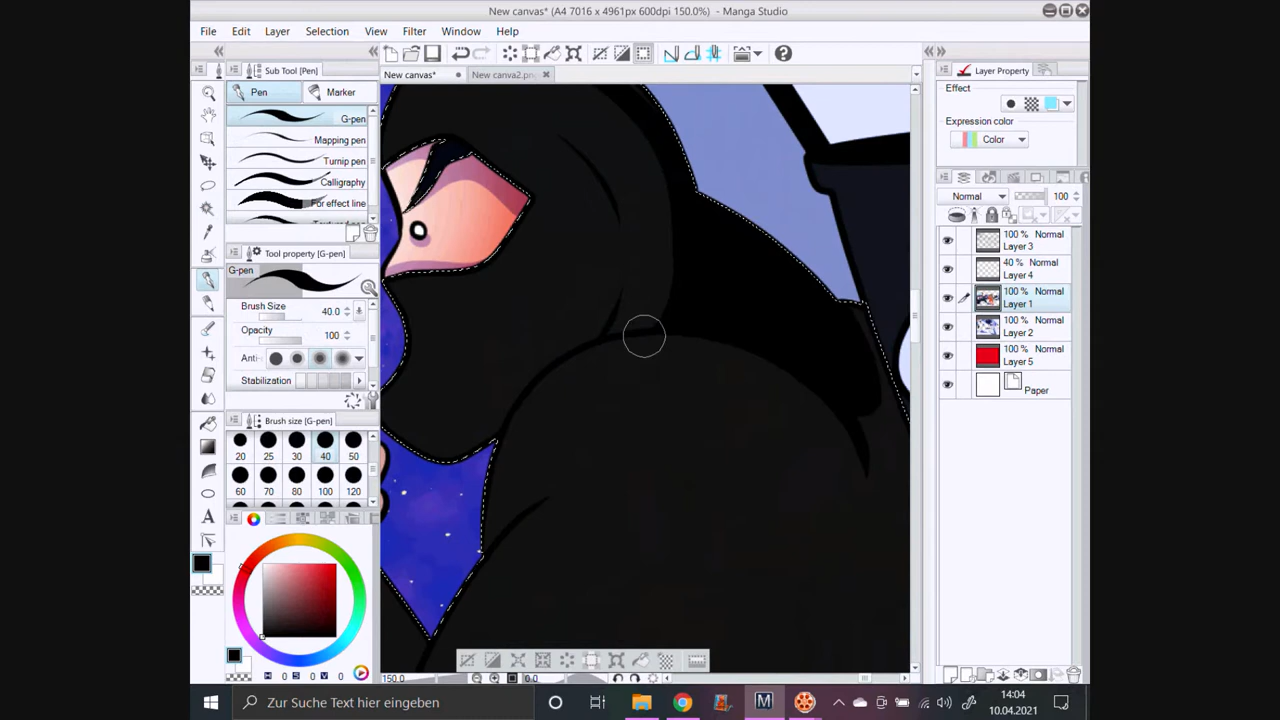 New canvas* (A4 7016 x 4961px 600dpi 150.0%) - Manga Studio
File Edit Layer Selection View Filter Window Help
Sub Tool [Pen]
New canvas*
New canva2.png
Layer Property
Pen
Marker
Effect
G-pen
Expression color
Mapping pen
Color
Turnip pen
Calligraphy
For effect line
Normal 100
Tool property [G-pen]
100 % Normal
Layer 3
G-pen
40 % Normal
Layer 4
Brush Size 40.0
100 % Normal
Layer 1
Opacity 100
100 % Normal
Layer 2
Anti-
100 % Normal
Layer 5
Stabilization
Paper
Brush size [G-pen]
20 25 30 40 50
60 70 80 100 120
A
H 0 S 0 V 0
150.0
0.0
Zur Suche Text hier eingeben
14:04
10.04.2021